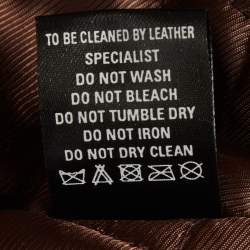 TO BE CLEANED BY LEATHER
SPECIALIST
DO NOT WASH
DO NOT BLEACH
DO NOT TUMBLE DRY
DO NOT IRON
DO NOT DRY CLEAN